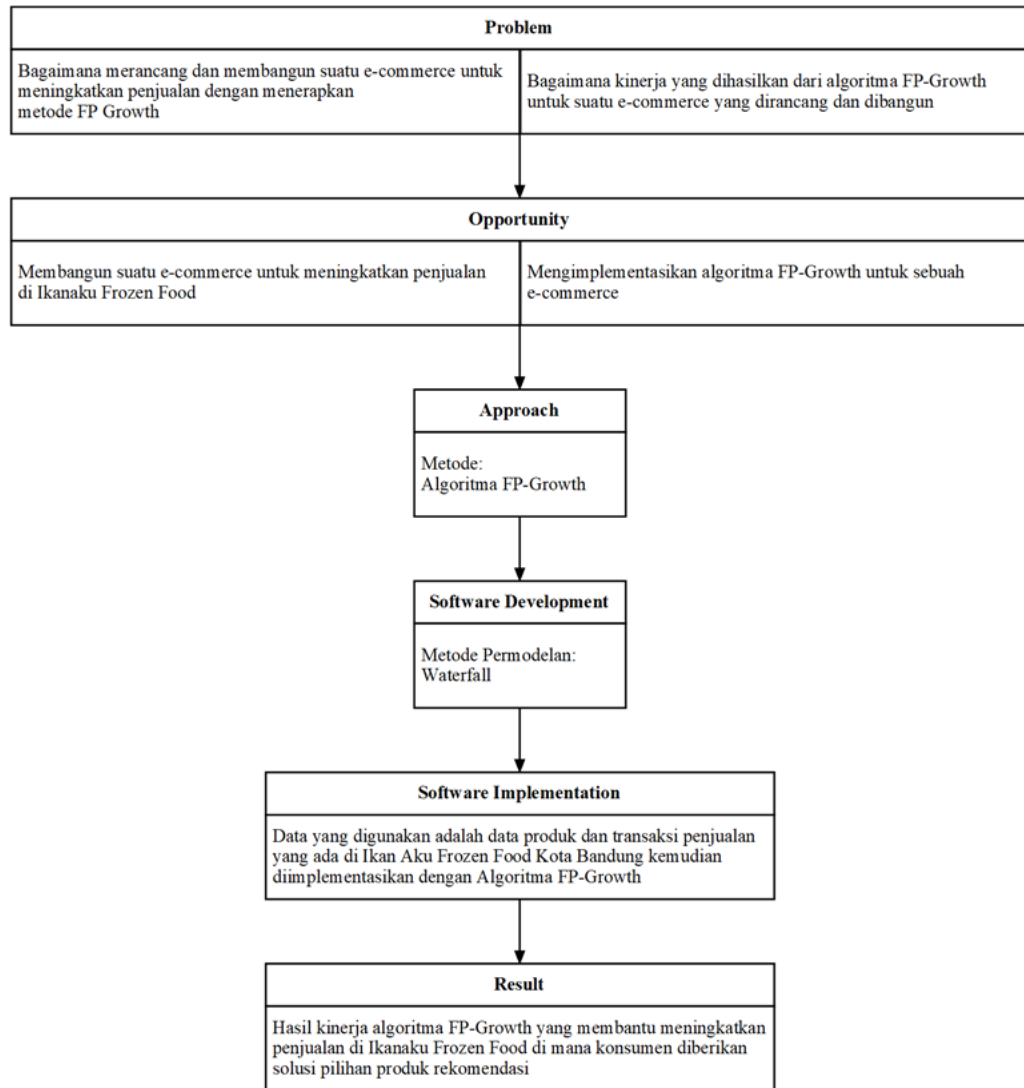 Problem
Bagaimana merancang dan membangun suatu e-commerce untuk
meningkatkan penjualan dengan menerapkan
metode FP Growth
Bagaimana kinerja yang dihasilkan dari algoritma FP-Growth
untuk suatu e-commerce yang dirancang dan dibangun
Opportunity
Membangun suatu e-commerce untuk meningkatkan penjualan
di Ikanaku Frozen Food
Mengimplementasikan algoritma FP-Growth untuk sebuah
e-commerce
Approach
Metode:
Algoritma FP-Growth
Software Development
Metode Permodelan:
Waterfall
Software Implementation
Data yang digunakan adalah data produk dan transaksi penjualan
yang ada di Ikan Aku Frozen Food Kota Bandung kemudian
diimplementasikan dengan Algoritma FP-Growth
Result
Hasil kinerja algoritma FP-Growth yang membantu meningkatkan
penjualan di Ikanaku Frozen Food di mana konsumen diberikan
solusi pilihan produk rekomendasi